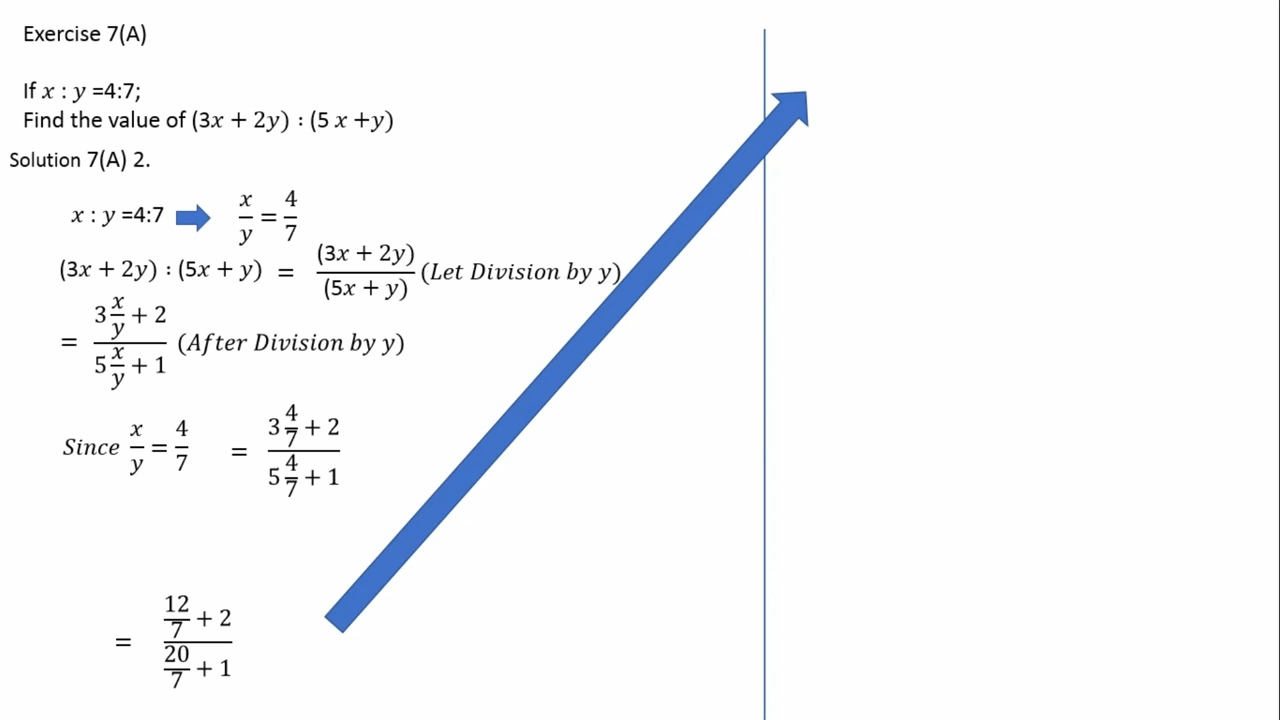 Exercise 7(A)
If x : y =4:7;
Find the value of (3x + 2y) : (5 x +y)
Solution 7(A) 2.
x : y =4:7 x/y = 4/7
(3x + 2y) : (5x + y) = (3x + 2y)/(5x + y) (Let Division by y)
= (3 x/y + 2)/(5 x/y + 1) (After Division by y)
Since x/y = 4/7 = (3 4/7 + 2)/(5 4/7 + 1)
= (12/7 + 2)/(20/7 + 1)